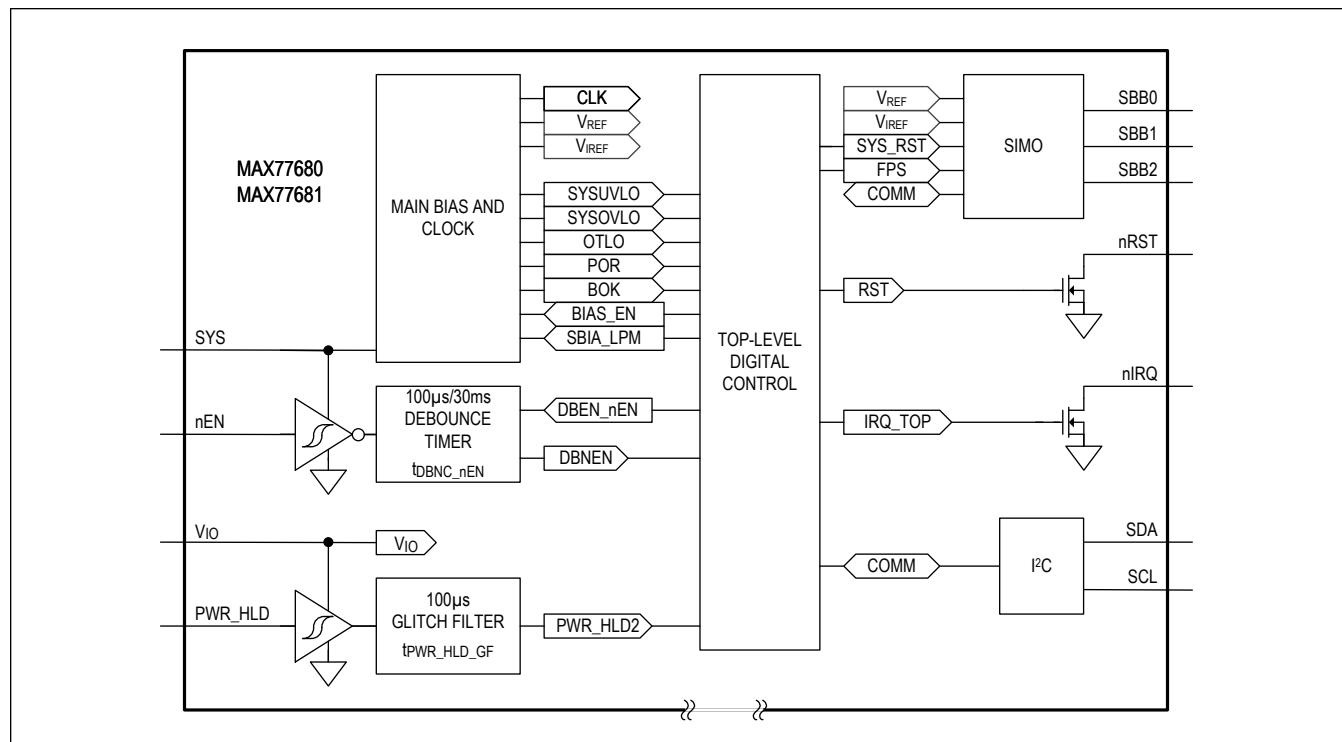 MAX77680
MAX77681
MAIN BIAS AND
CLOCK
CLK
VREF
VIREF
SYSUVLO
SYSOVLO
OTLO
POR
BOK
BIAS_EN
SBIA_LPM
SYS
nEN
100µs/30ms
DEBOUNCE
TIMER
tDBNC_nEN
DBEN_nEN
DBNEN
VIO
VIO
PWR_HLD
100µs
GLITCH FILTER
tPWR_HLD_GF
PWR_HLD2
TOP-LEVEL
DIGITAL
CONTROL
VREF
VIREF
SYS_RST
FPS
COMM
SIMO
SBB0
SBB1
SBB2
nRST
RST
nIRQ
IRQ_TOP
COMM
I²C
SDA
SCL